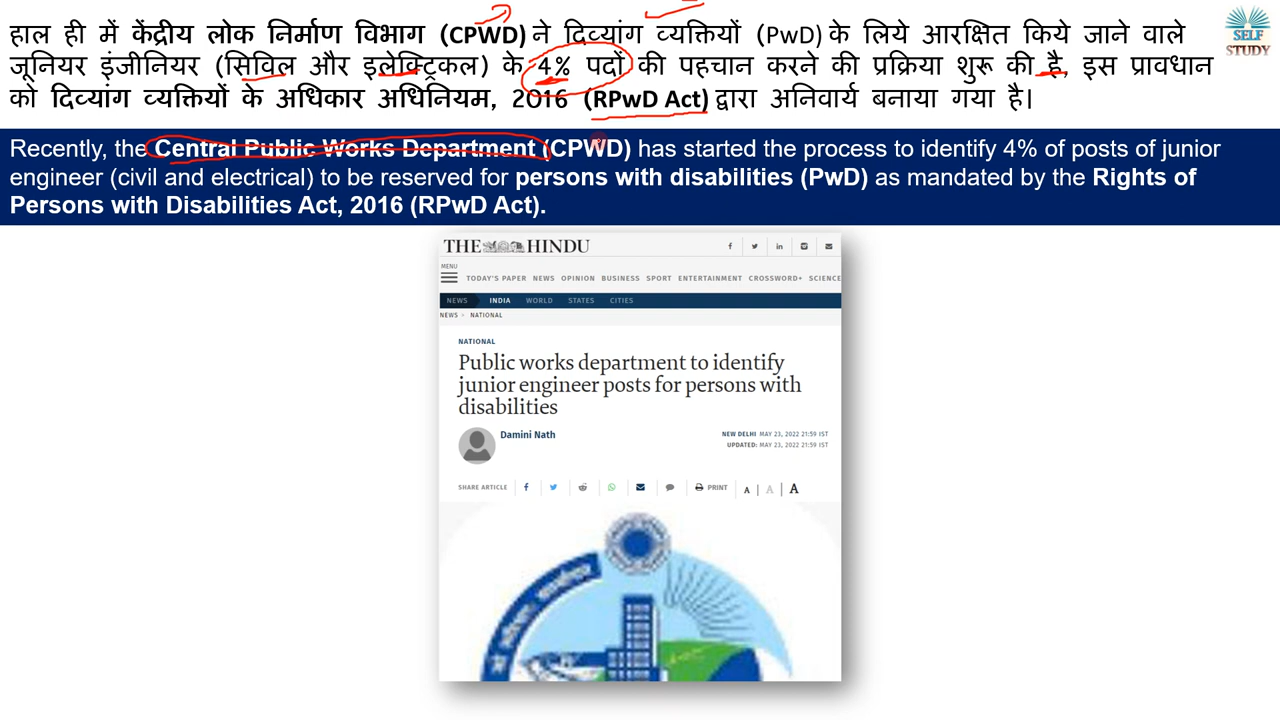 हाल ही में केंद्रीय लोक निर्माण विभाग (CPWD) ने दिव्यांग व्यक्तियों (PwD) के लिये आरक्षित किये जाने वाले
जूनियर इंजीनियर (सिविल और इलेक्ट्रिकल) के 4% पदों की पहचान करने की प्रक्रिया शुरू की है, इस प्रावधान
को दिव्यांग व्यक्तियों के अधिकार अधिनियम, 2016 (RPwD Act) द्वारा अनिवार्य बनाया गया है।
SELF
STUDY
Recently, the Central Public Works Department (CPWD) has started the process to identify 4% of posts of junior
engineer (civil and electrical) to be reserved for persons with disabilities (PwD) as mandated by the Rights of
Persons with Disabilities Act, 2016 (RPwD Act).
THE HINDU
MENU
TODAY'S PAPER NEWS OPINION BUSINESS SPORT ENTERTAINMENT CROSSWORD+ SCIENCE
NEWS INDIA WORLD STATES CITIES
NEWS > NATIONAL
NATIONAL
Public works department to identify
junior engineer posts for persons with
disabilities
Damini Nath
NEW DELHI MAY 23, 2022 21:59 IST
UPDATED: MAY 23, 2022 21:59 IST
SHARE ARTICLE PRINT A | A | A